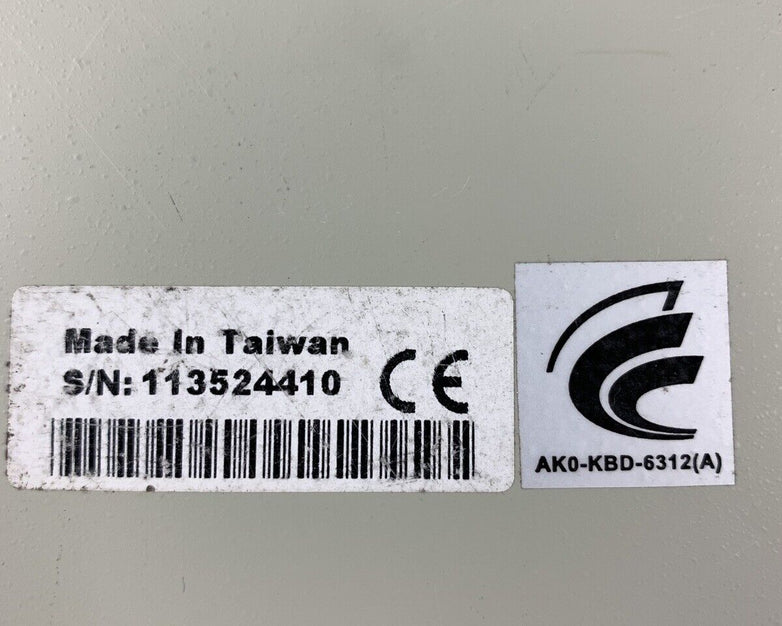 Made In Taiwan
S/N: 113524410
CE
AK0-KBD-6312(A)